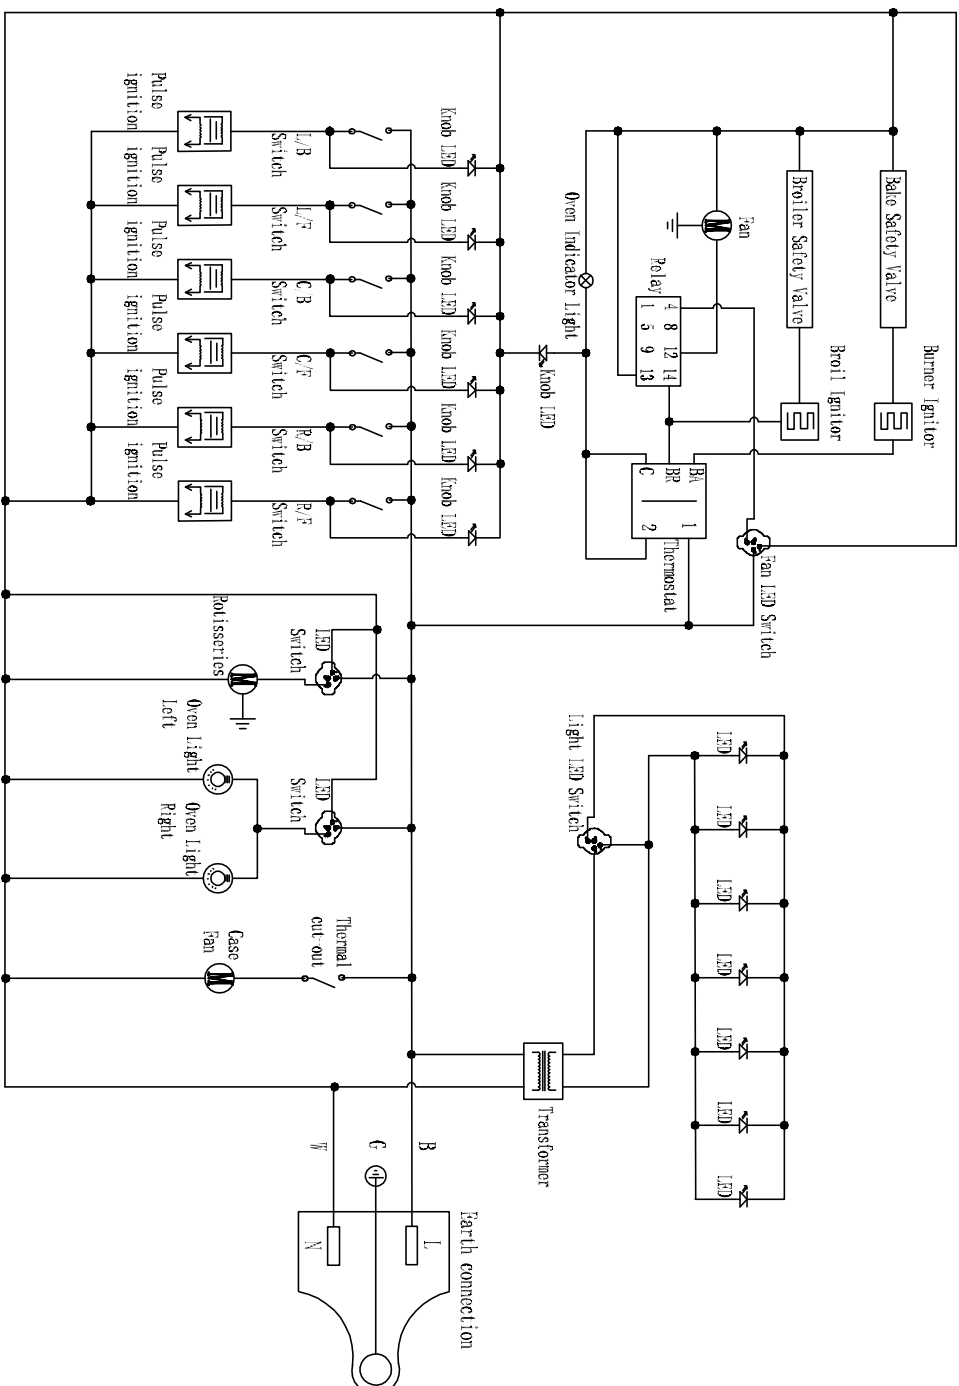 Bake Safety Valve
Burner Ignitor
Broiler Safety Valve
Broil Ignitor
Fan
Fan LED Switch
Relay
4
8
12
14
1
5
9
13
BA
BR
C
1
2
Thermostat
Oven Indicator Light
Knob LED
Knob LED
Knob LED
Knob LED
Knob LED
Knob LED
Knob LED
L/B
Switch
L/F
Switch
C/B
Switch
C/F
Switch
R/B
Switch
R/F
Switch
Pulse
ignition
Pulse
ignition
Pulse
ignition
Pulse
ignition
Pulse
ignition
Pulse
ignition
LED
LED
LED
LED
LED
LED
LED
Light LED Switch
Transformer
LED
Switch
Rotisseries
LED
Switch
Oven Light
Left
Oven Light
Right
Thermal
cut-out
Case
Fan
B
G
W
Earth connection
L
N